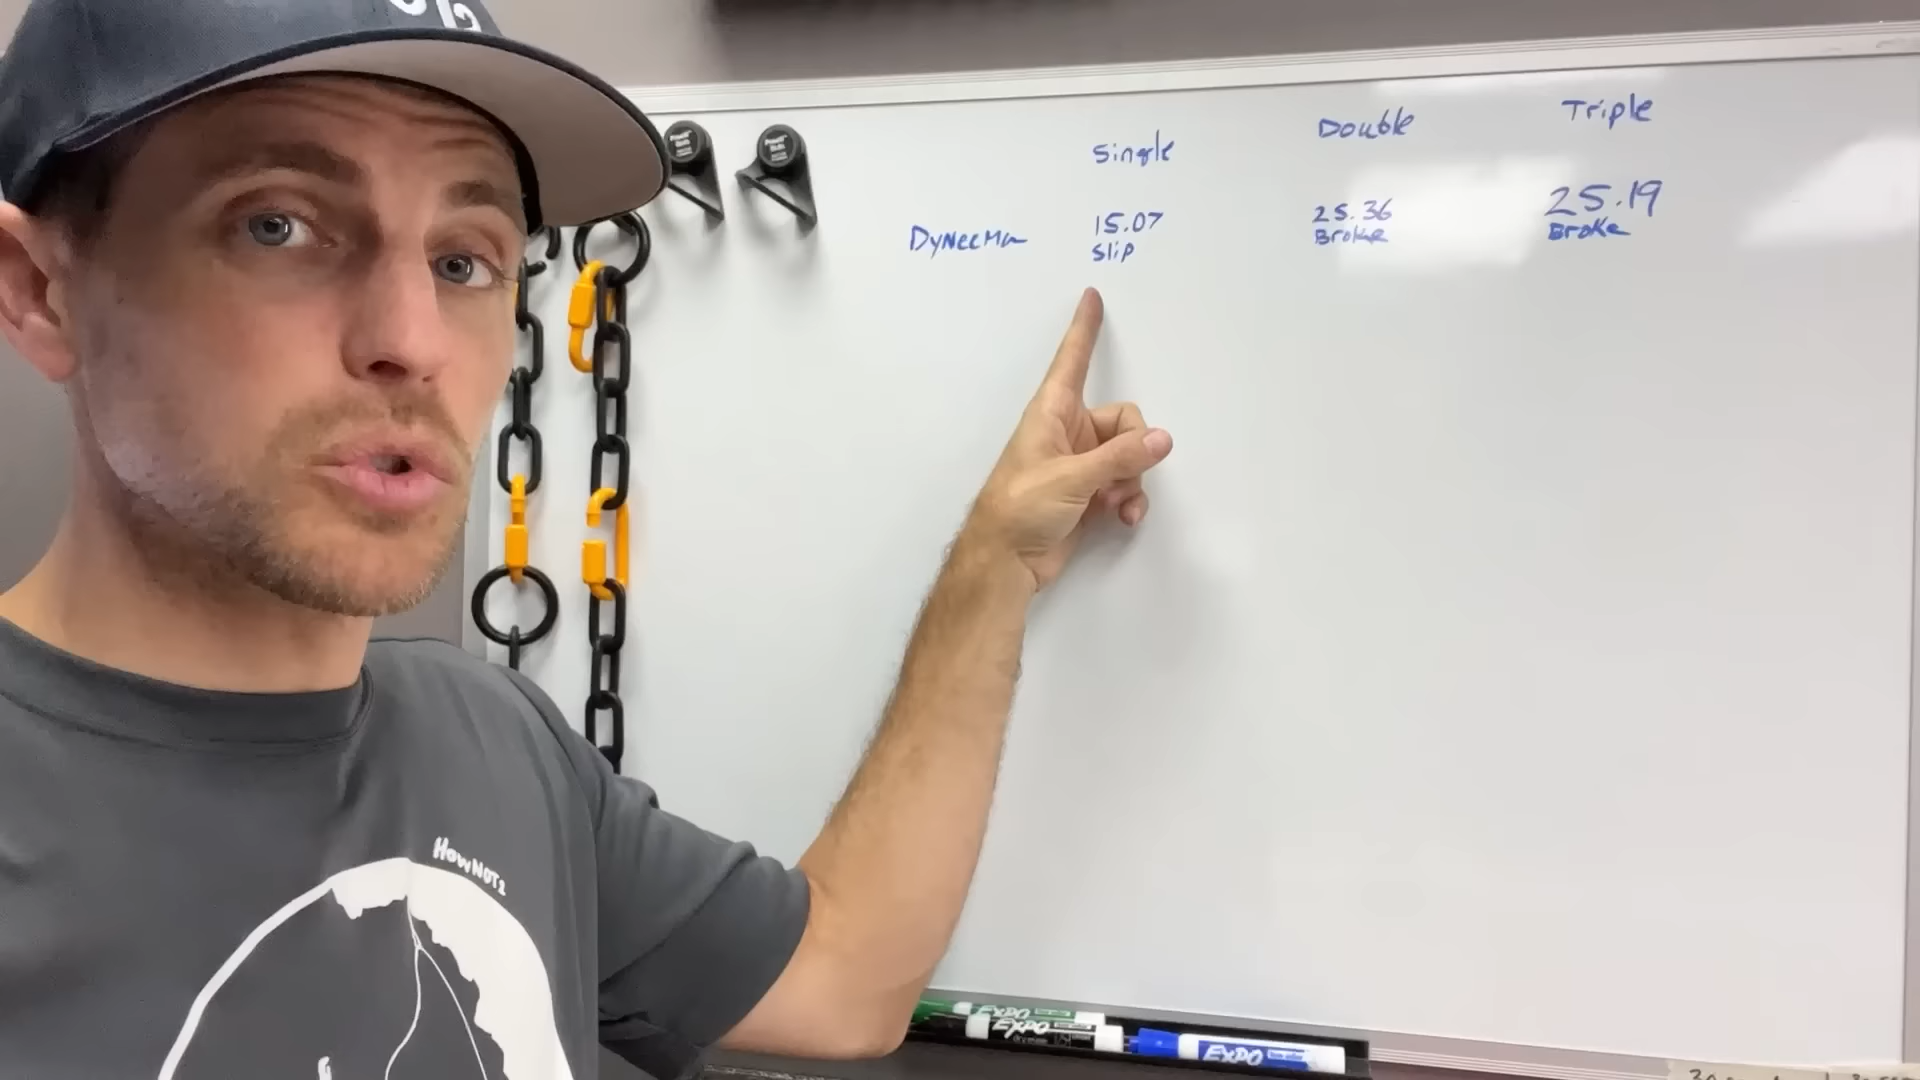 Single
Double
Triple
Dyneema
15.07
slip
25.36
Broke
25.19
Broke
HowNOT2
EXPO
EXPO
EXPO